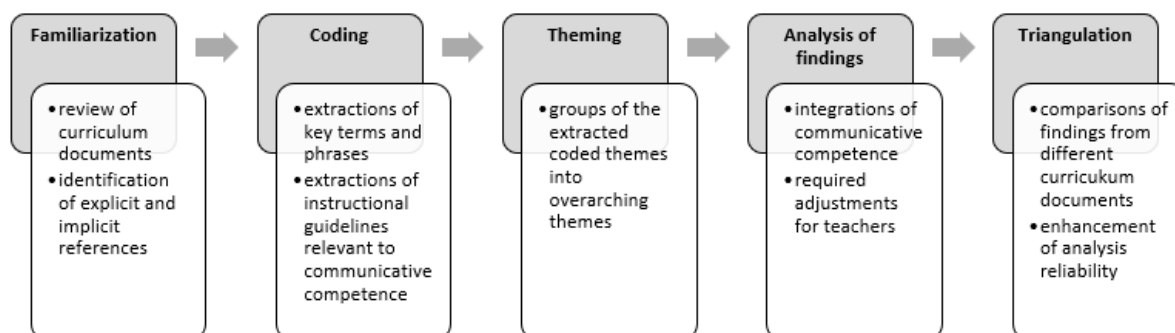 Familiarization
•review of
curriculum
documents
•identification
of explicit and
implicit
references
Coding
•extractions of
key terms and
phrases
•extractions of
instructional
guidelines
relevant to
communicative
competence
Theming
•groups of the
extracted
coded themes
into
overarching
themes
Analysis of
findings
•integrations of
communicative
competence
•required
adjustments
for teachers
Triangulation
•comparisons of
findings from
different
curricukum
documents
•enhancement
of analysis
reliability